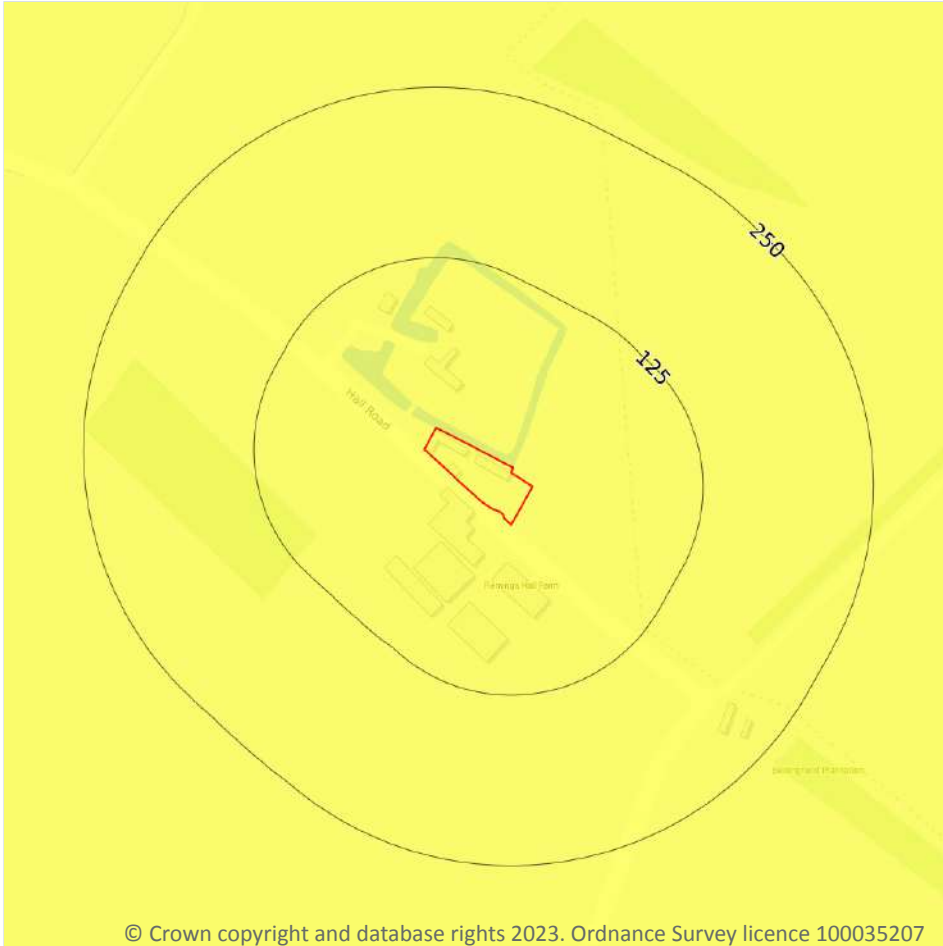 250
125
Hall Road
Flemings Hall Farm
© Crown copyright and database rights 2023. Ordnance Survey licence 100035207